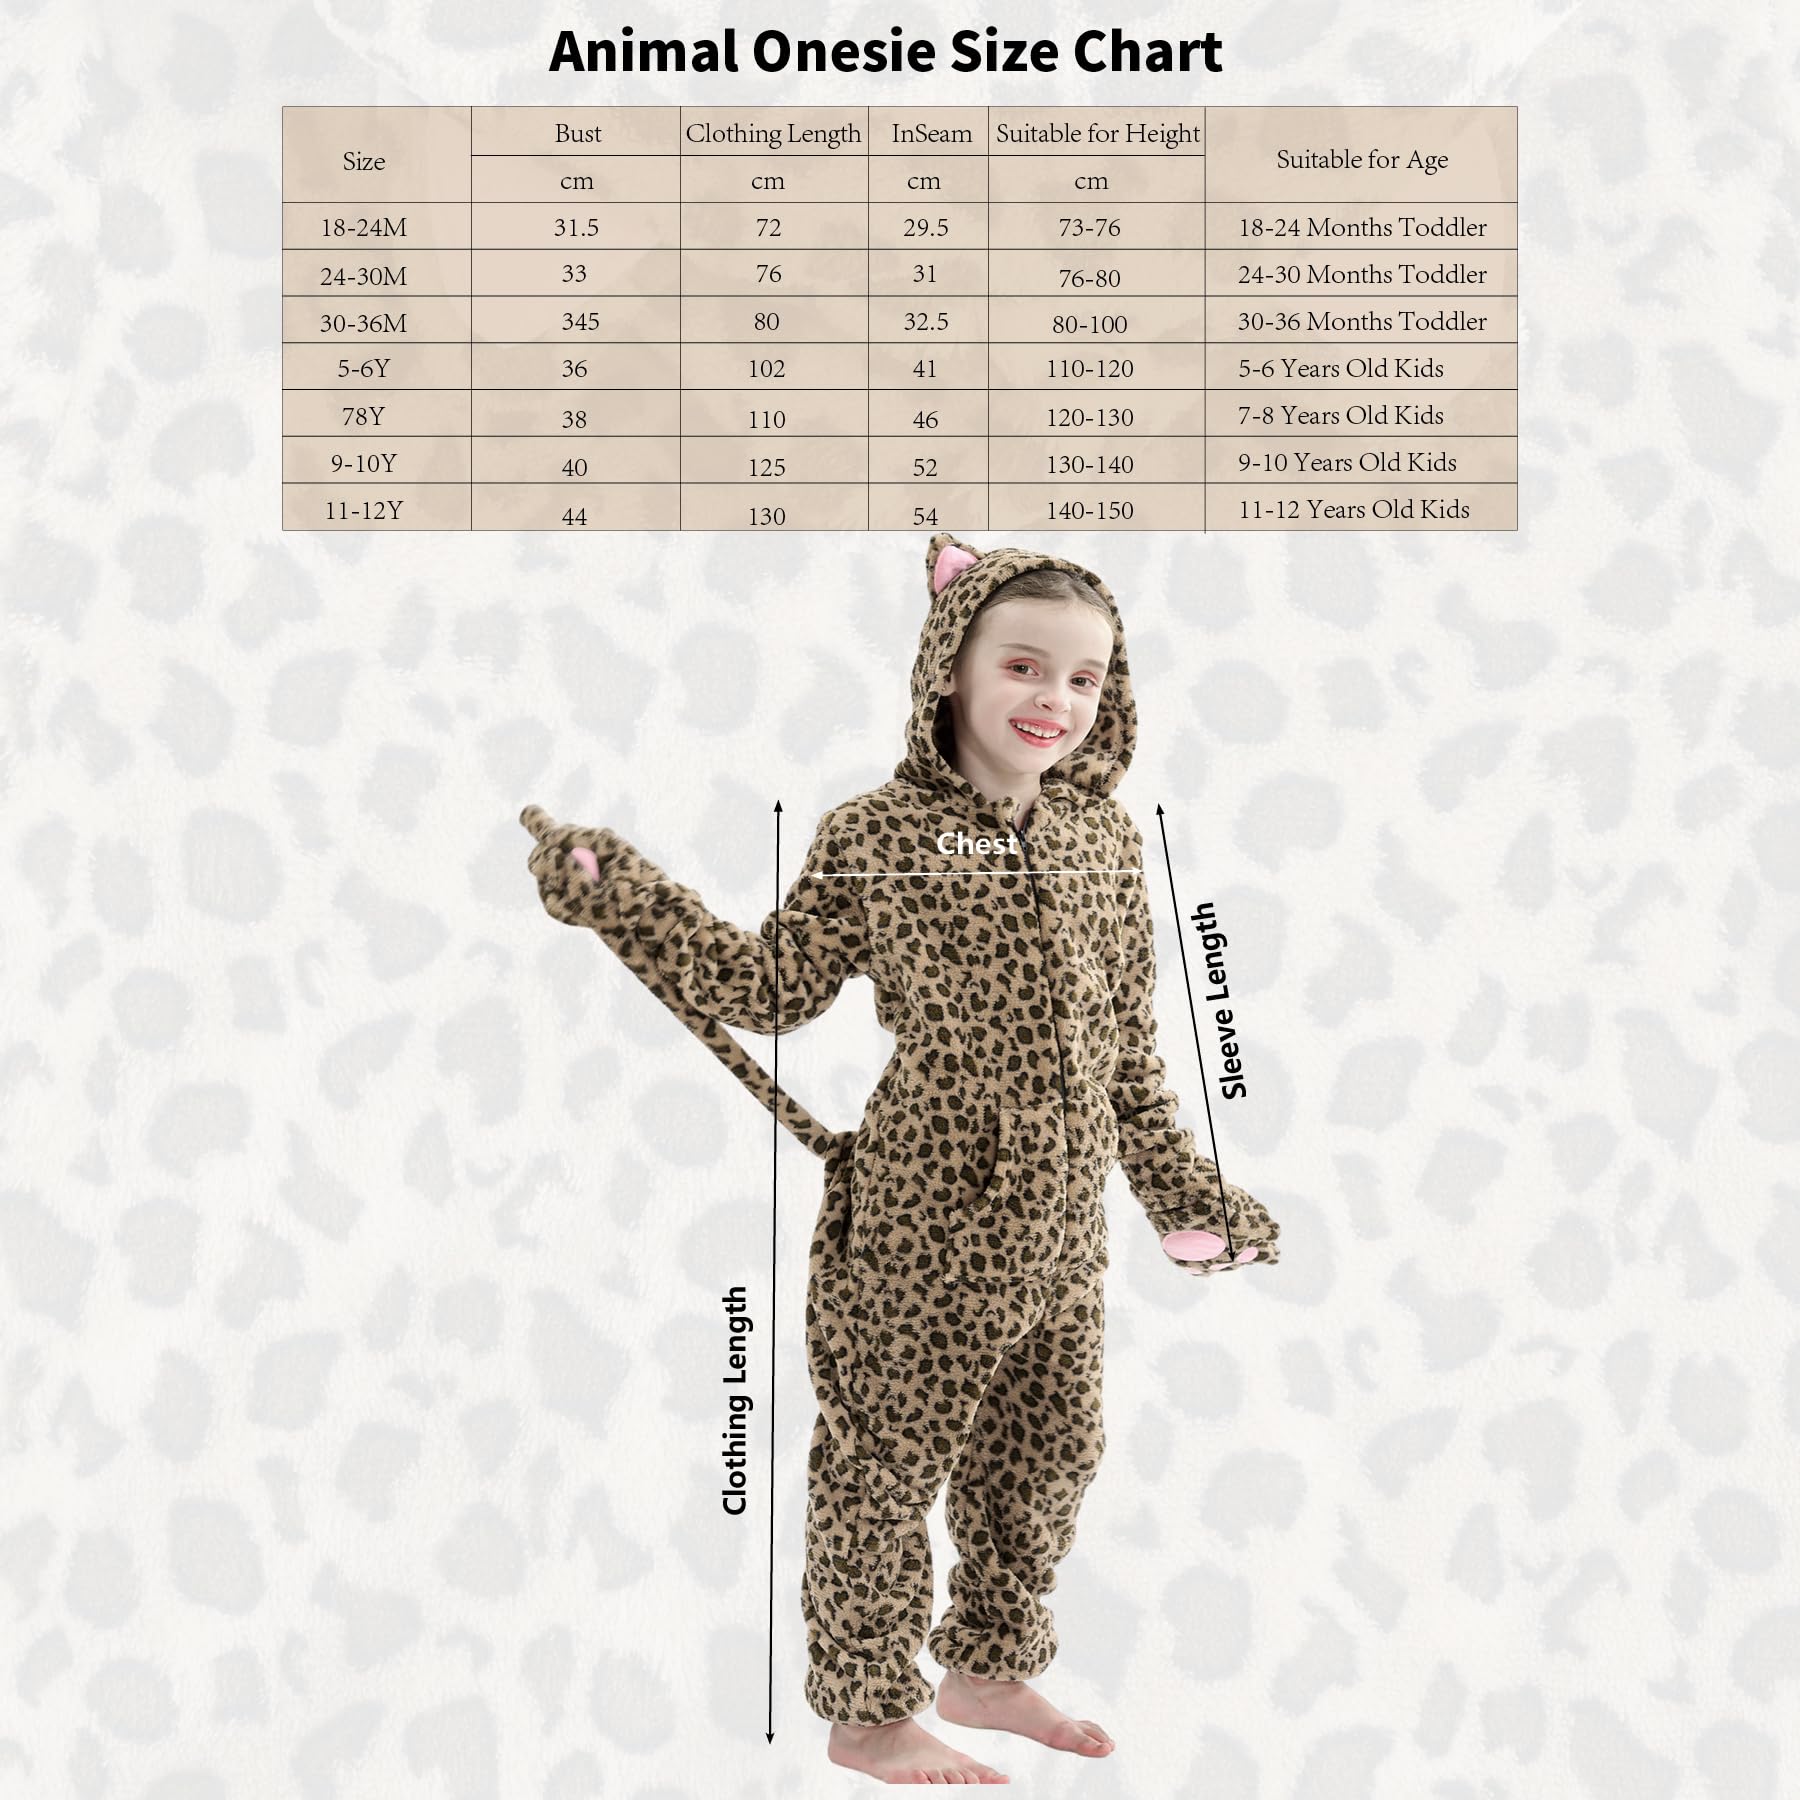 Animal Onesie Size Chart
Size Bust Clothing Length InSeam Suitable for Height Suitable for Age
cm cm cm cm
18-24M 31.5 72 29.5 73-76 18-24 Months Toddler
24-30M 33 76 31 76-80 24-30 Months Toddler
30-36M 345 80 32.5 80-100 30-36 Months Toddler
5-6Y 36 102 41 110-120 5-6 Years Old Kids
78Y 38 110 46 120-130 7-8 Years Old Kids
9-10Y 40 125 52 130-140 9-10 Years Old Kids
11-12Y 44 130 54 140-150 11-12 Years Old Kids
Chest
Sleeve Length
Clothing Length